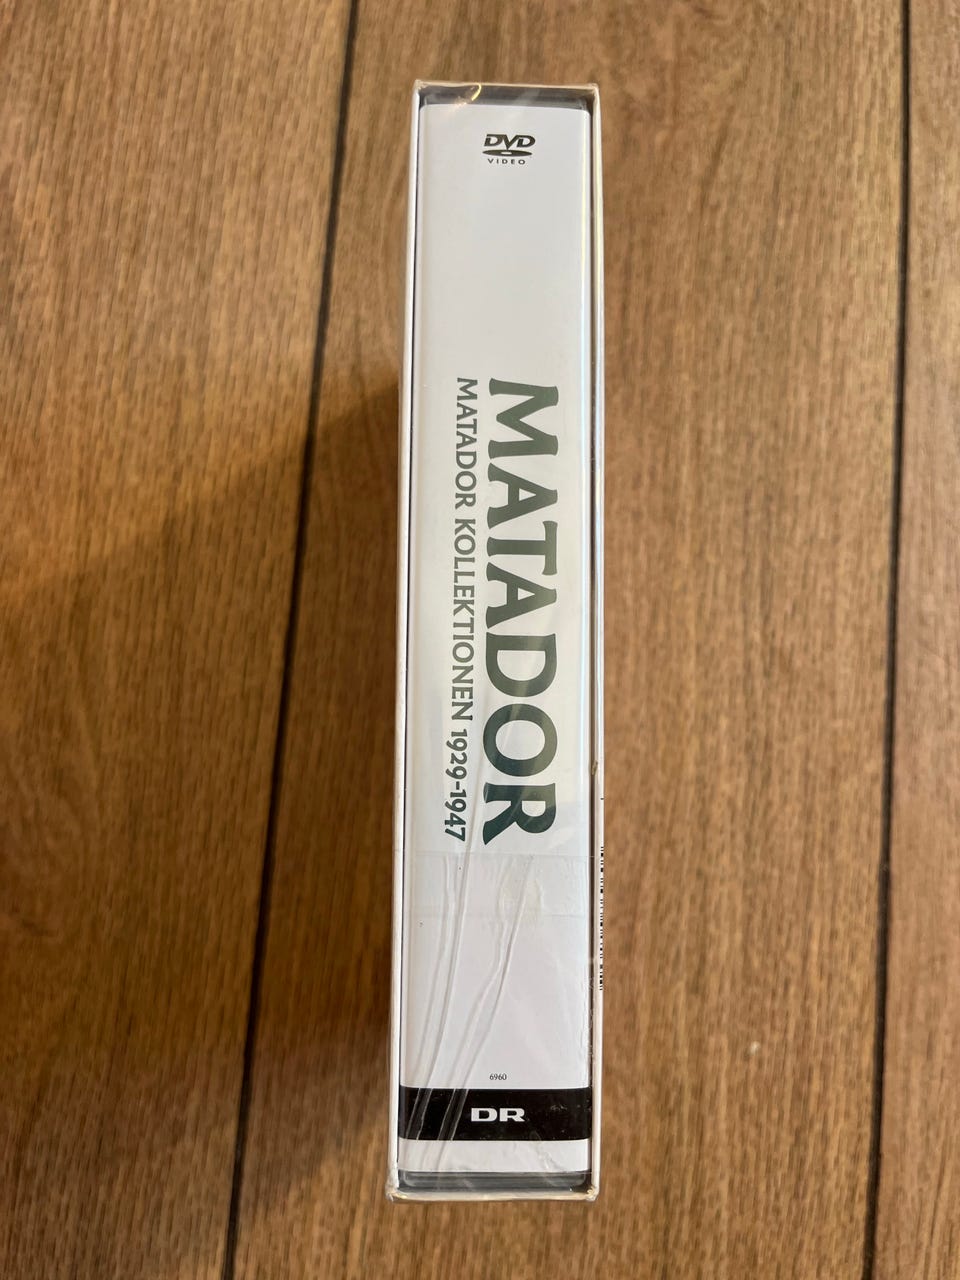 DVD
VIDEO
MATADOR
MATADOR KOLLEKTIONEN 1929-1947
6960
DR